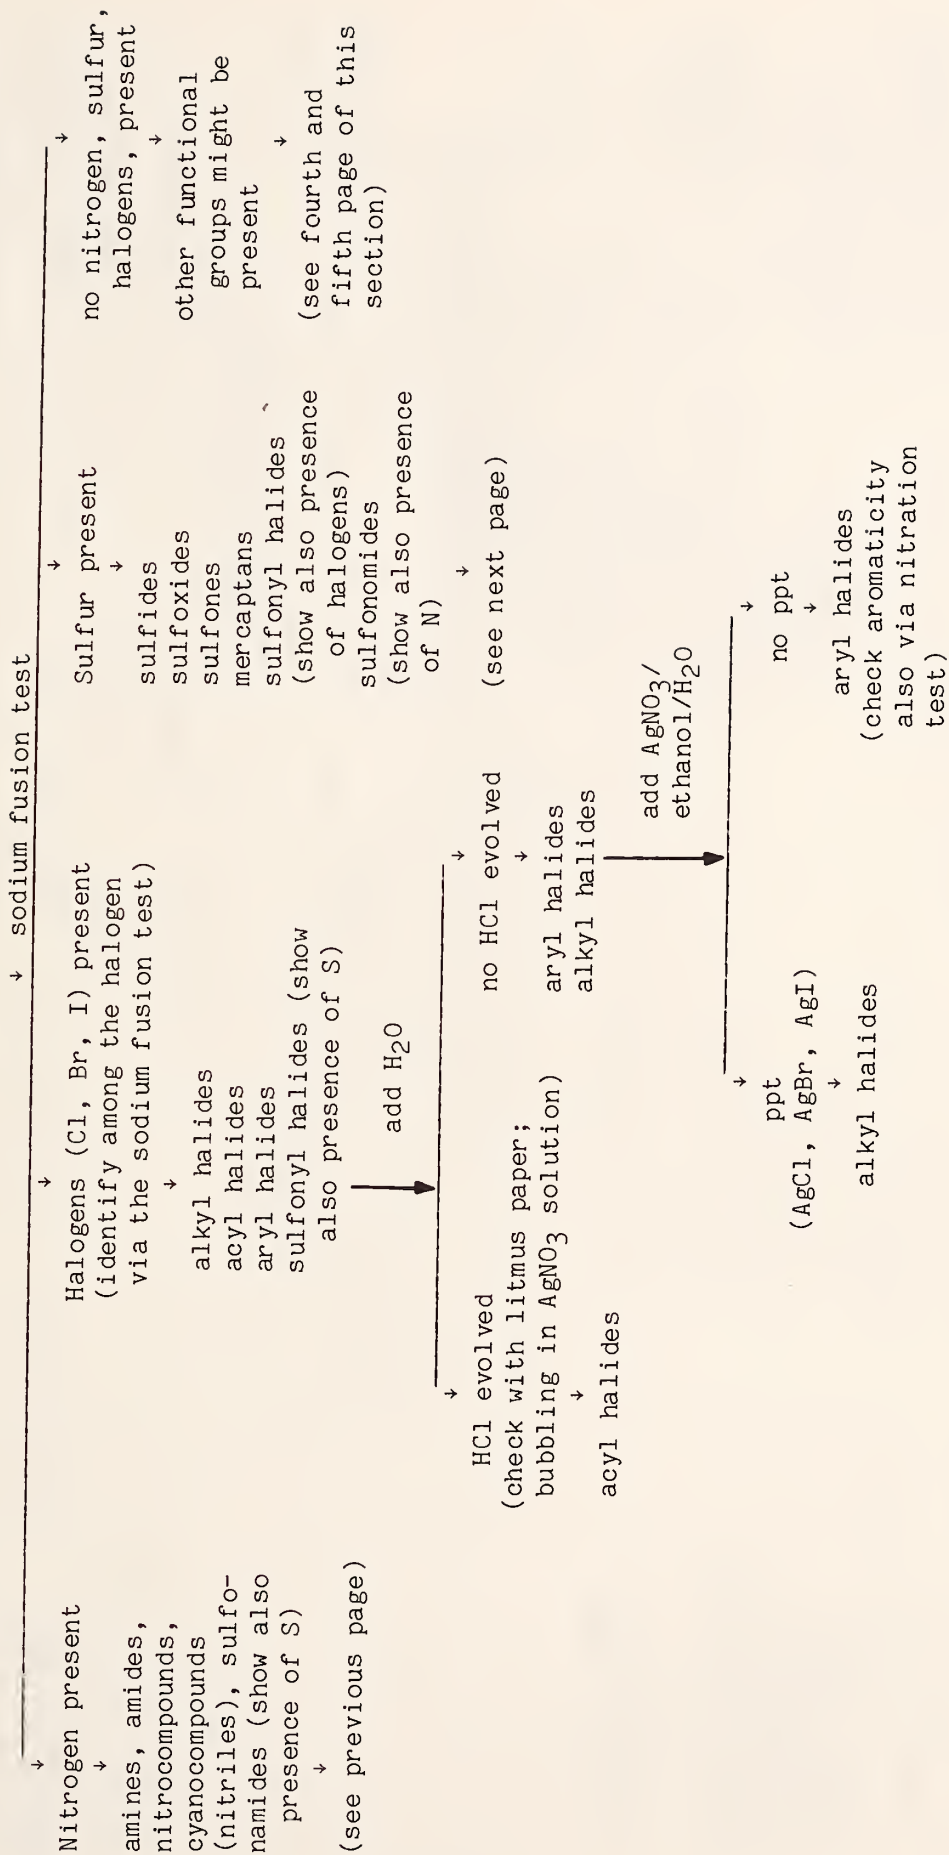 sodium fusion test
Nitrogen present
amines, amides,
nitrocompounds,
cyanocompounds
(nitriles), sulfo-
namides (show also
presence of S)
(see previous page)
Halogens (Cl, Br, I) present
(identify among the halogen
via the sodium fusion test)
alkyl halides
acyl halides
aryl halides
sulfonyl halides (show
also presence of S)
add H2O
HCl evolved
(check with litmus paper;
bubbling in AgNO3 solution)
acyl halides
no HCl evolved
aryl halides
alkyl halides
add AgNO3/
ethanol/H2O
ppt
(AgCl, AgBr, AgI)
alkyl halides
no ppt
aryl halides
(check aromaticity
also via nitration
test)
Sulfur present
sulfides
sulfoxides
sulfones
mercaptans
sulfonyl halides
(show also presence
of halogens)
sulfonomides
(show also presence
of N)
(see next page)
no nitrogen, sulfur,
halogens, present
other functional
groups might be
present
(see fourth and
fifth page of this
section)